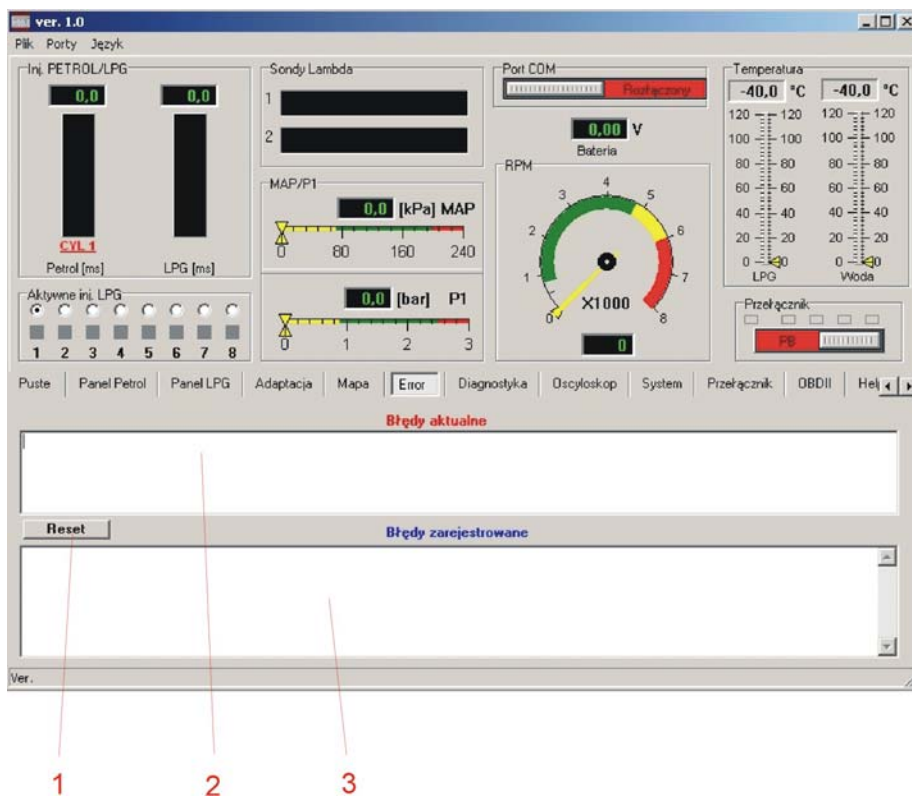 ver. 1.0
Plik Porty Język
Inj. PETROL/LPG
0,0 0,0
CYL 1
Petrol [ms] LPG [ms]
Aktywne inj. LPG
1 2 3 4 5 6 7 8
Sondy Lambda
1
2
MAP/P1
0,0 [kPa] MAP
0 80 160 240
0,0 [bar] P1
0 1 2 3
Port COM
Rozłączony
0,00 V
Bateria
RPM
0 1 2 3 4 5 6 7 8
X1000
0
Temperatura
-40,0 °C -40,0 °C
120 120 120 120
100 100 100 100
80 80 80 80
60 60 60 60
40 40 40 40
20 20 20 20
0 0 0 0
LPG Woda
Przełącznik
PB
Puste Panel Petrol Panel LPG Adaptacja Mapa Error Diagnostyka Oscyloskop System Przełącznik OBDII Hel
Błędy aktualne
Reset
Błędy zarejestrowane
Ver.
1 2 3